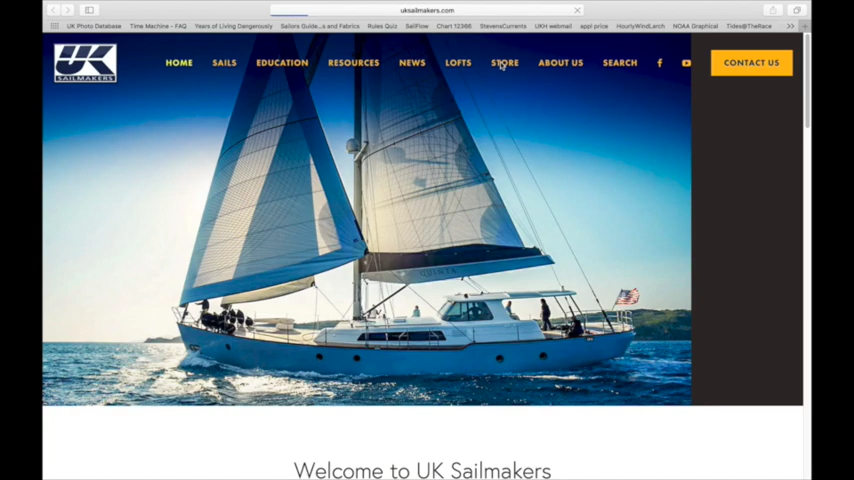 uksailmakers.com
UK Photo Database Time Machine - FAQ Years of Living Dangerously Sailors Guide...s and Fabrics Rules Quiz SailFlow Chart 12366 StevensCurrents UKH webmail appl price HourlyWindLarch NOAA Graphical Tides@TheRace
UK
SAILMAKERS
HOME SAILS EDUCATION RESOURCES NEWS LOFTS STORE ABOUT US SEARCH CONTACT US
QUINTA
Welcome to UK Sailmakers